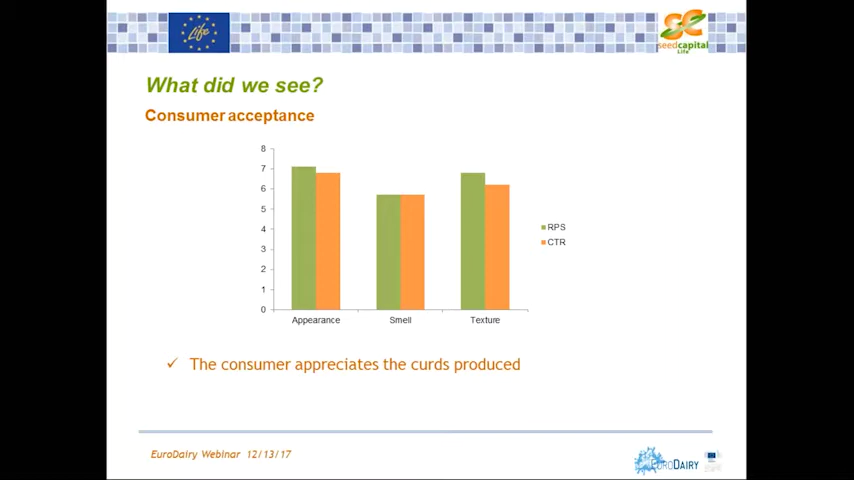 Life
seedcapital
Life
What did we see?
Consumer acceptance
8
7
6
5
4
3
2
1
0
Appearance Smell Texture
RPS
CTR
✓ The consumer appreciates the curds produced
EuroDairy Webinar 12/13/17
EURODAIRY